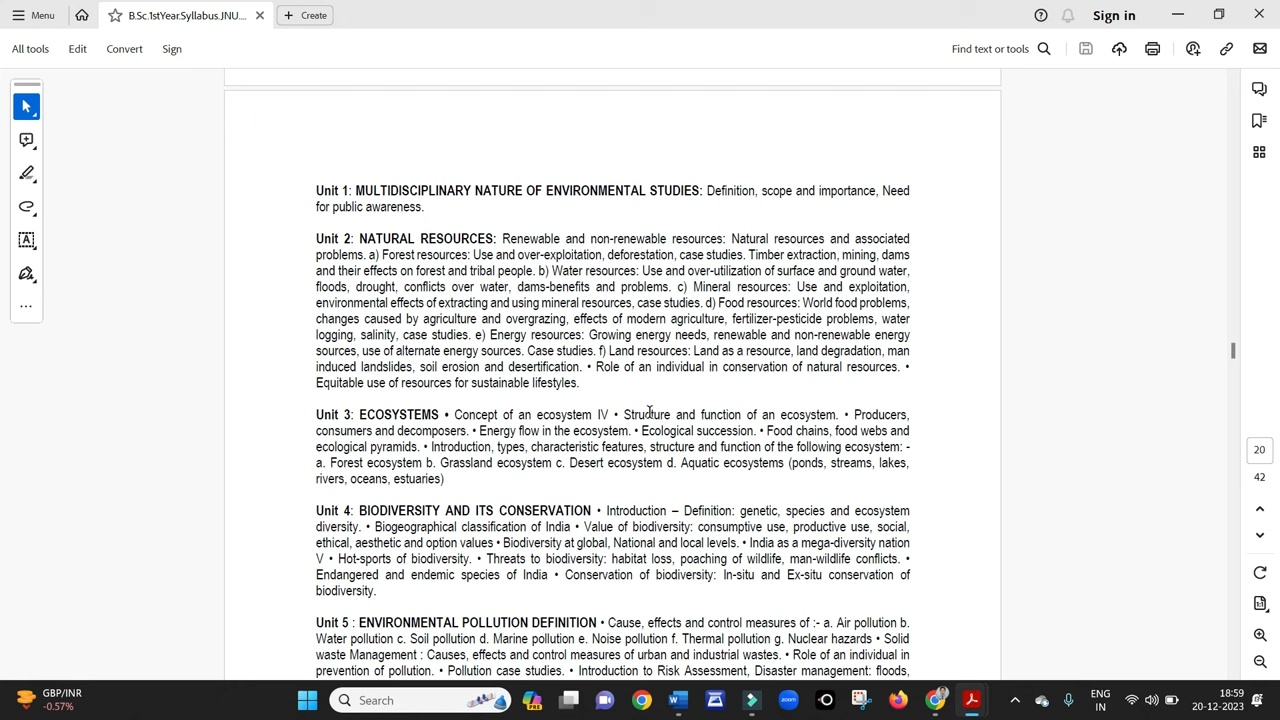 Menu
B.Sc.1stYear.Syllabus.JNU....
Create
Sign in
All tools
Edit
Convert
Sign
Find text or tools
Unit 1: MULTIDISCIPLINARY NATURE OF ENVIRONMENTAL STUDIES: Definition, scope and importance, Need
for public awareness.
Unit 2: NATURAL RESOURCES: Renewable and non-renewable resources: Natural resources and associated
problems. a) Forest resources: Use and over-exploitation, deforestation, case studies. Timber extraction, mining, dams
and their effects on forest and tribal people. b) Water resources: Use and over-utilization of surface and ground water,
floods, drought, conflicts over water, dams-benefits and problems. c) Mineral resources: Use and exploitation,
environmental effects of extracting and using mineral resources, case studies. d) Food resources: World food problems,
changes caused by agriculture and overgrazing, effects of modern agriculture, fertilizer-pesticide problems, water
logging, salinity, case studies. e) Energy resources: Growing energy needs, renewable and non-renewable energy
sources, use of alternate energy sources. Case studies. f) Land resources: Land as a resource, land degradation, man
induced landslides, soil erosion and desertification. • Role of an individual in conservation of natural resources. •
Equitable use of resources for sustainable lifestyles.
Unit 3: ECOSYSTEMS • Concept of an ecosystem IV • Structure and function of an ecosystem. • Producers,
consumers and decomposers. • Energy flow in the ecosystem. • Ecological succession. • Food chains, food webs and
ecological pyramids. • Introduction, types, characteristic features, structure and function of the following ecosystem: -
a. Forest ecosystem b. Grassland ecosystem c. Desert ecosystem d. Aquatic ecosystems (ponds, streams, lakes,
rivers, oceans, estuaries)
Unit 4: BIODIVERSITY AND ITS CONSERVATION • Introduction – Definition: genetic, species and ecosystem
diversity. • Biogeographical classification of India • Value of biodiversity: consumptive use, productive use, social,
ethical, aesthetic and option values • Biodiversity at global, National and local levels. • India as a mega-diversity nation
V • Hot-sports of biodiversity. • Threats to biodiversity: habitat loss, poaching of wildlife, man-wildlife conflicts. •
Endangered and endemic species of India • Conservation of biodiversity: In-situ and Ex-situ conservation of
biodiversity.
Unit 5 : ENVIRONMENTAL POLLUTION DEFINITION • Cause, effects and control measures of :- a. Air pollution b.
Water pollution c. Soil pollution d. Marine pollution e. Noise pollution f. Thermal pollution g. Nuclear hazards • Solid
waste Management : Causes, effects and control measures of urban and industrial wastes. • Role of an individual in
prevention of pollution. • Pollution case studies. • Introduction to Risk Assessment, Disaster management: floods,
20
42
GBP/INR
-0.57%
Search
zoom
ENG
IN
18:59
20-12-2023